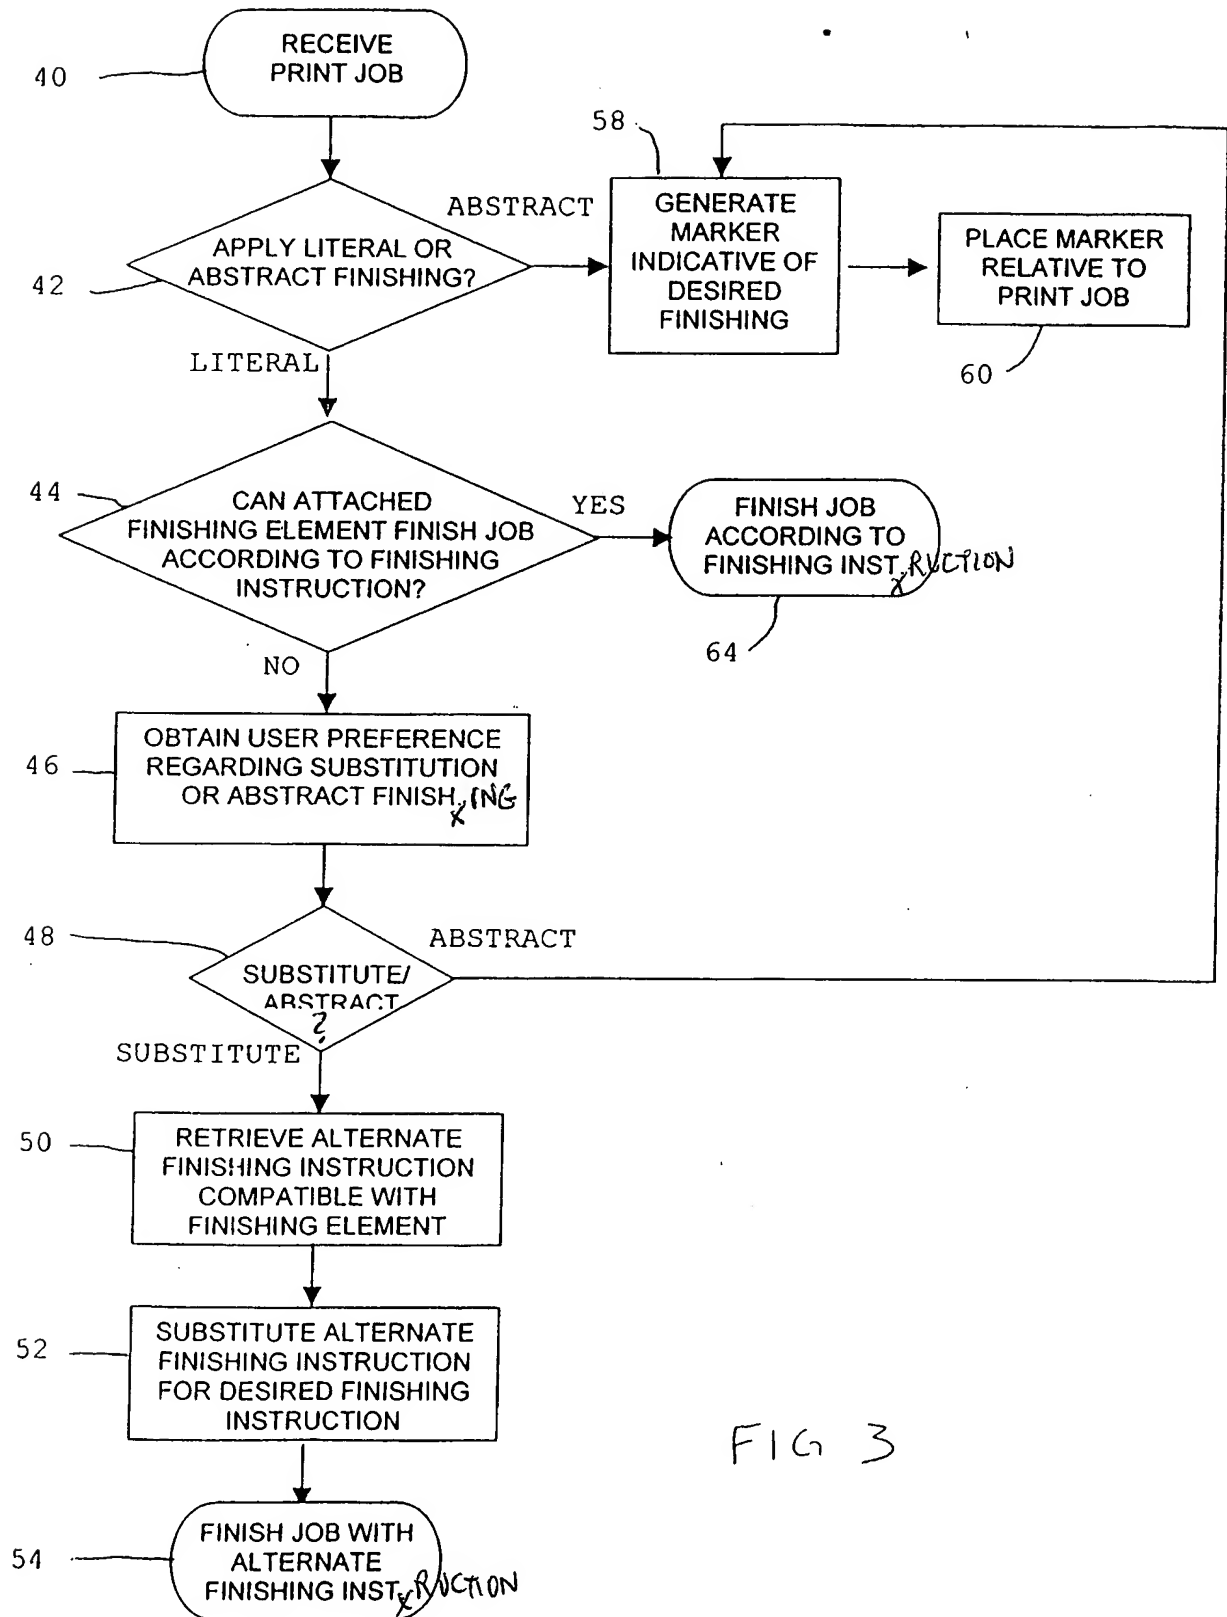 RECEIVE
PRINT JOB
40
58
ABSTRACT
GENERATE
MARKER
INDICATIVE OF
DESIRED
FINISHING
PLACE MARKER
RELATIVE TO
PRINT JOB
60
APPLY LITERAL OR
ABSTRACT FINISHING?
42
LITERAL
44
CAN ATTACHED
FINISHING ELEMENT FINISH JOB
ACCORDING TO FINISHING
INSTRUCTION?
YES
FINISH JOB
ACCORDING TO
FINISHING INSTRUCTION
64
NO
46
OBTAIN USER PREFERENCE
REGARDING SUBSTITUTION
OR ABSTRACT FINISHING
48
ABSTRACT
SUBSTITUTE/
ABSTRACT
?
SUBSTITUTE
50
RETRIEVE ALTERNATE
FINISHING INSTRUCTION
COMPATIBLE WITH
FINISHING ELEMENT
52
SUBSTITUTE ALTERNATE
FINISHING INSTRUCTION
FOR DESIRED FINISHING
INSTRUCTION
FIG 3
54
FINISH JOB WITH
ALTERNATE
FINISHING INSTRUCTION